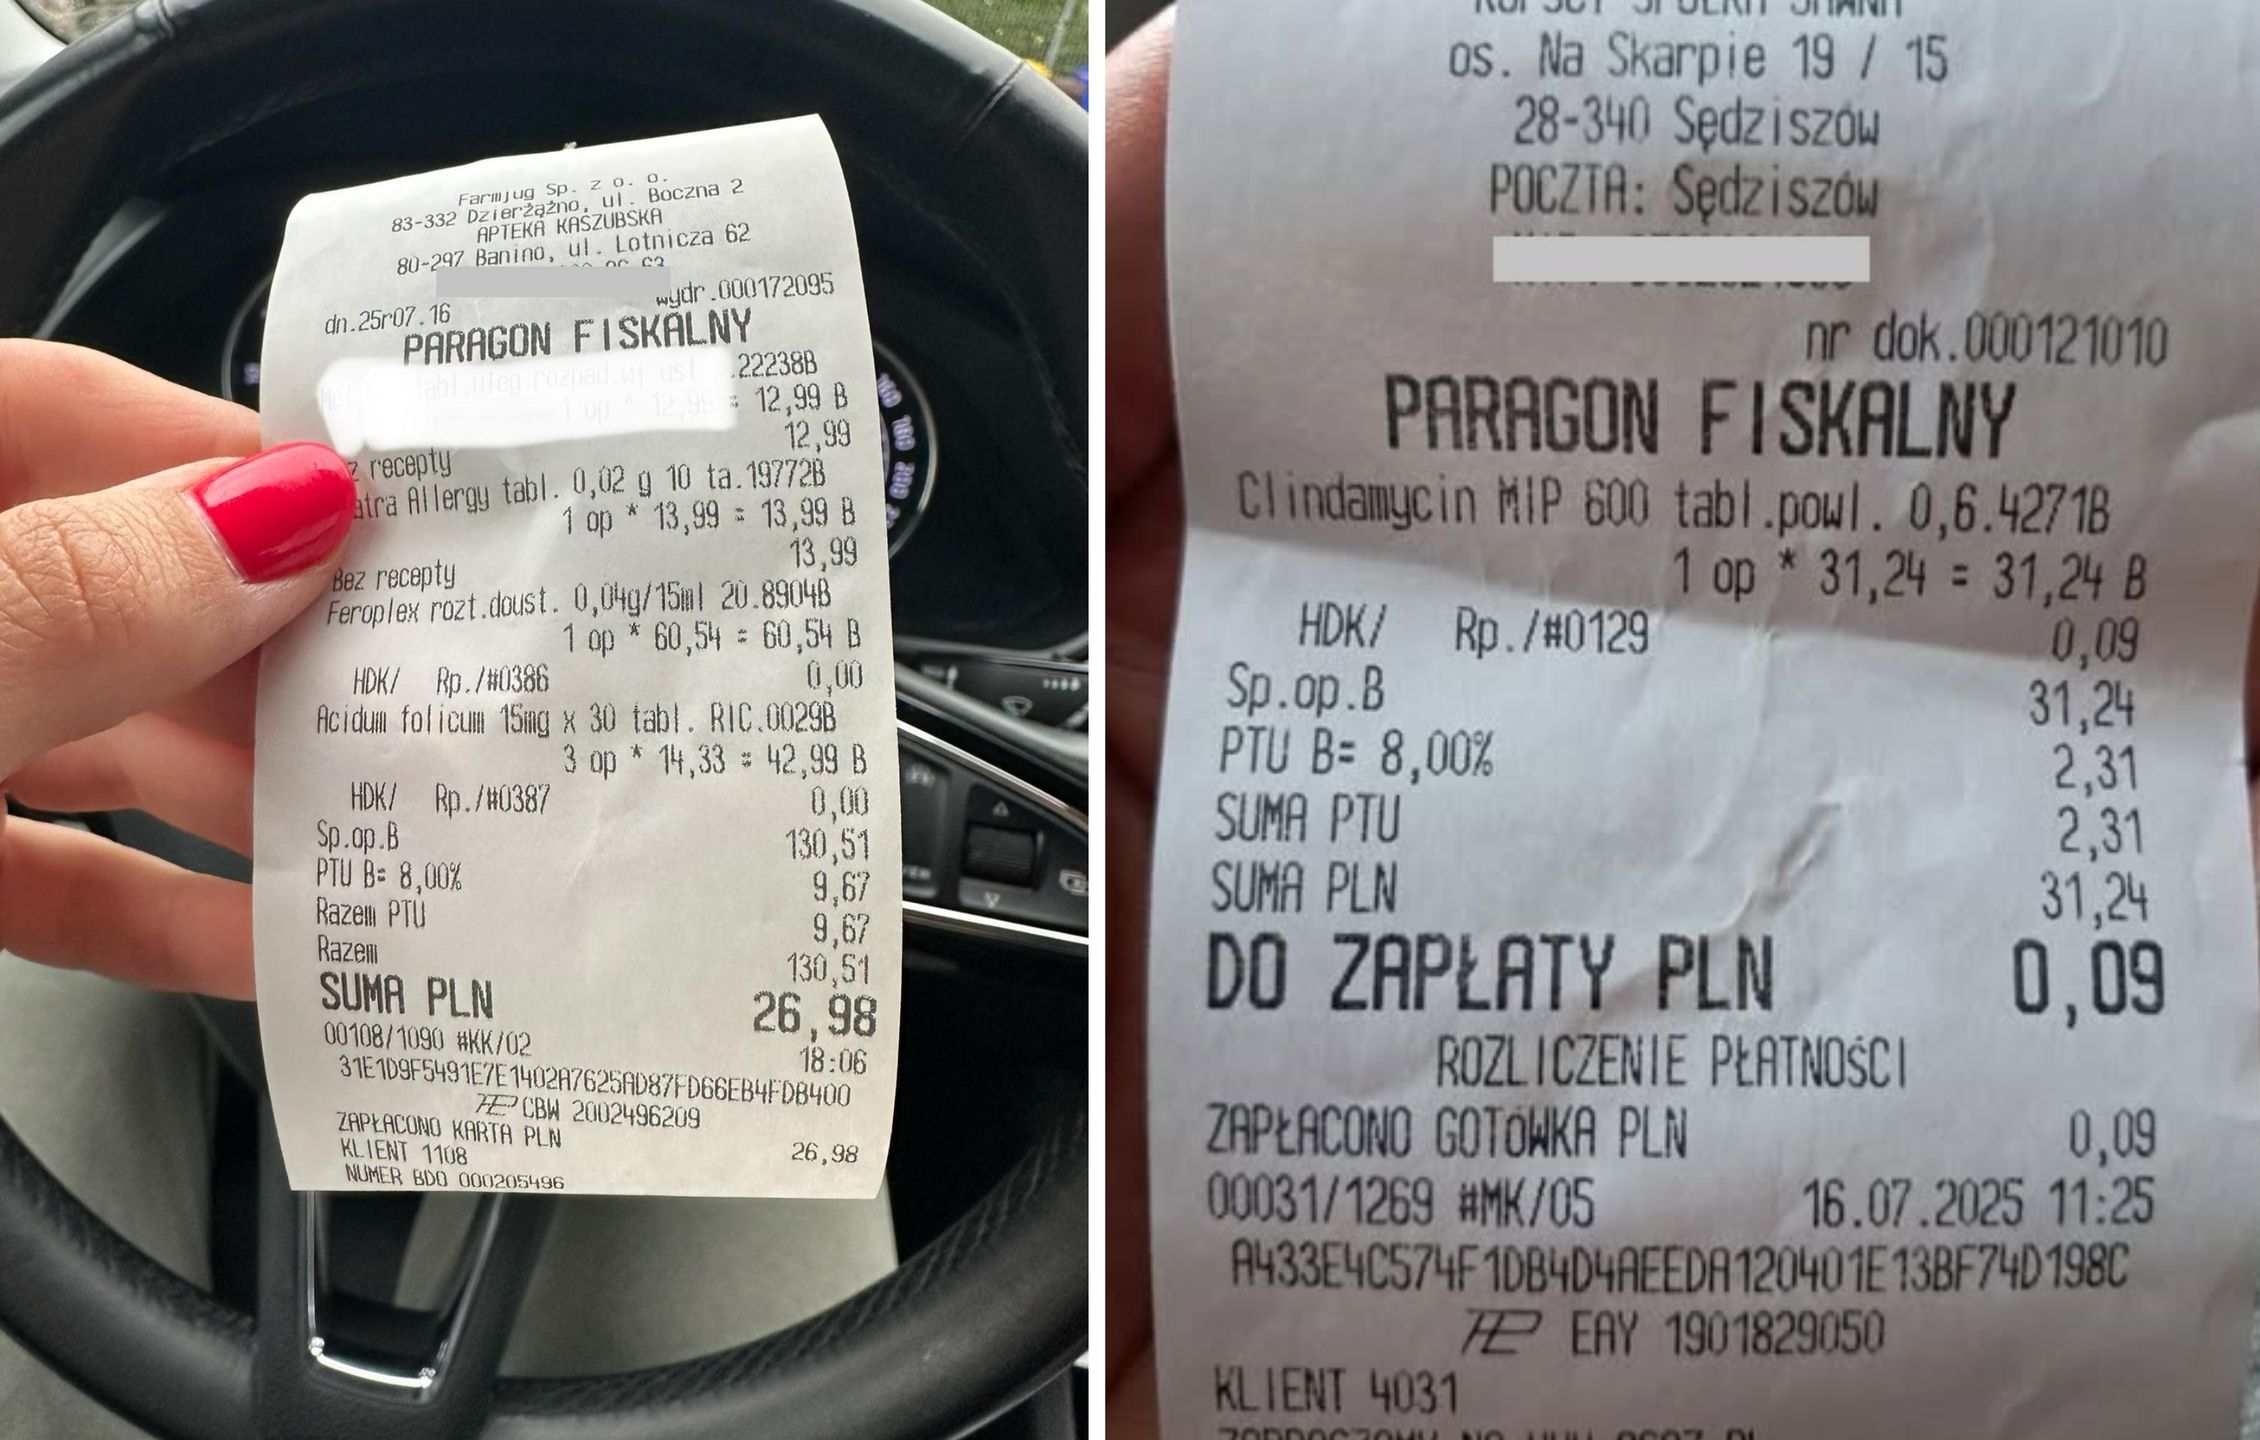 Farmjug Sp. z o. o.
83-332 Dzierżążno, ul. Boczna 2
APTEKA KASZUBSKA
80-297 Banino, ul. Lotnicza 62
wydr.000172095
dn.25r07.16
PARAGON FISKALNY
tabl.uleg.rozpad.wj.ust .22238B
1 op * 12,99 = 12,99 B
12,99
z recepty
atra Allergy tabl. 0,02 g 10 ta.19772B
1 op * 13,99 = 13,99 B
13,99
Bez recepty
Feroplex rozt.doust. 0,04g/15ml 20.8904B
1 op * 60,54 = 60,54 B
HDK/ Rp./#0386 0,00
Acidum folicum 15mg x 30 tabl. RIC.0029B
3 op * 14,33 = 42,99 B
HDK/ Rp./#0387 0,00
Sp.op.B 130,51
PTU B= 8,00% 9,67
Razem PTU 9,67
Razem 130,51
SUMA PLN 26,98
00108/1090 #KK/02 18:06
31E1D9F5491E7E1402A7625AD87FD66EB4FDB400
CBW 2002496209
ZAPŁACONO KARTA PLN 26,98
KLIENT 1108
NUMER BDO 000205496
os. Na Skarpie 19 / 15
28-340 Sędziszów
POCZTA: Sędziszów
nr dok.000121010
PARAGON FISKALNY
Clindamycin MIP 600 tabl.powl. 0,6.4271B
1 op * 31,24 = 31,24 B
HDK/ Rp./#0129 0,09
Sp.op.B 31,24
PTU B= 8,00% 2,31
SUMA PTU 2,31
SUMA PLN 31,24
DO ZAPŁATY PLN 0,09
ROZLICZENIE PŁATNOŚCI
ZAPŁACONO GOTÓWKA PLN 0,09
00031/1269 #MK/05 16.07.2025 11:25
A433E4C574F1DB4D4AEEDA120401E13BF74D198C
EAY 1901829050
KLIENT 4031